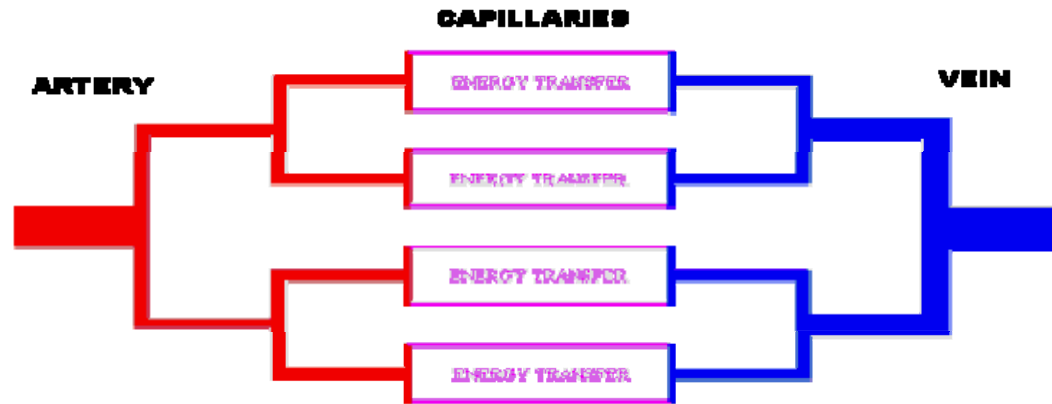 CAPILLARIES
ARTERY
VEIN
ENERGY TRANSFER
ENERGY TRANSFER
ENERGY TRANSFER
ENERGY TRANSFER